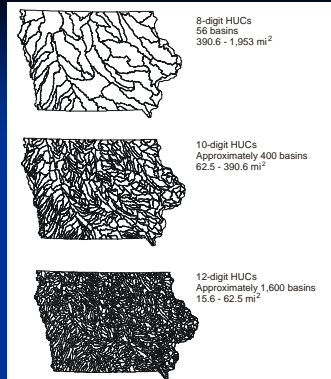 8-digit HUCs
56 basins
390.6 - 1,953 mi²
10-digit HUCs
Approximately 400 basins
62.5 - 390.6 mi²
12-digit HUCs
Approximately 1,600 basins
15.6 - 62.5 mi²